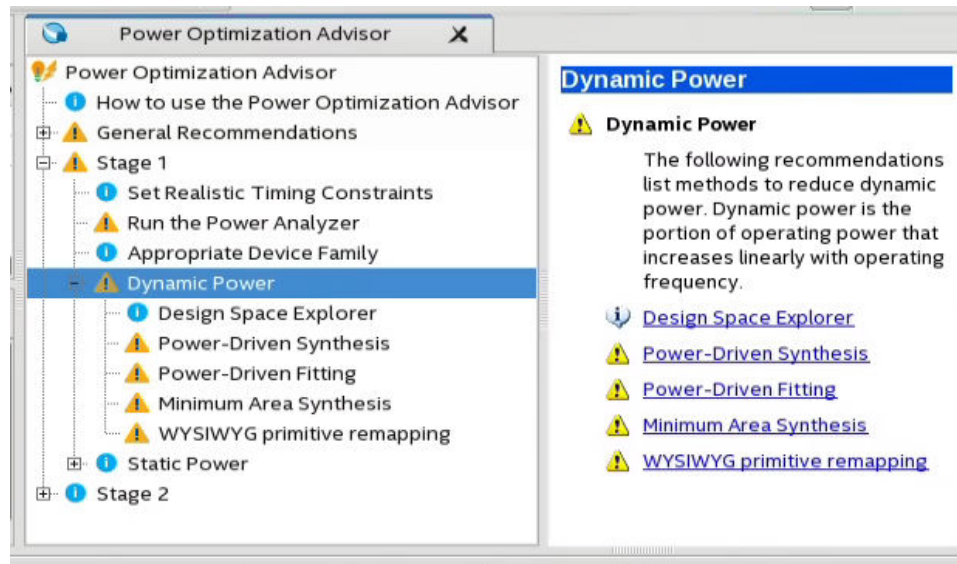 Power Optimization Advisor
Power Optimization Advisor
How to use the Power Optimization Advisor
General Recommendations
Stage 1
Set Realistic Timing Constraints
Run the Power Analyzer
Appropriate Device Family
Dynamic Power
Design Space Explorer
Power-Driven Synthesis
Power-Driven Fitting
Minimum Area Synthesis
WYSIWYG primitive remapping
Static Power
Stage 2
Dynamic Power
Dynamic Power
The following recommendations
list methods to reduce dynamic
power. Dynamic power is the
portion of operating power that
increases linearly with operating
frequency.
Design Space Explorer
Power-Driven Synthesis
Power-Driven Fitting
Minimum Area Synthesis
WYSIWYG primitive remapping